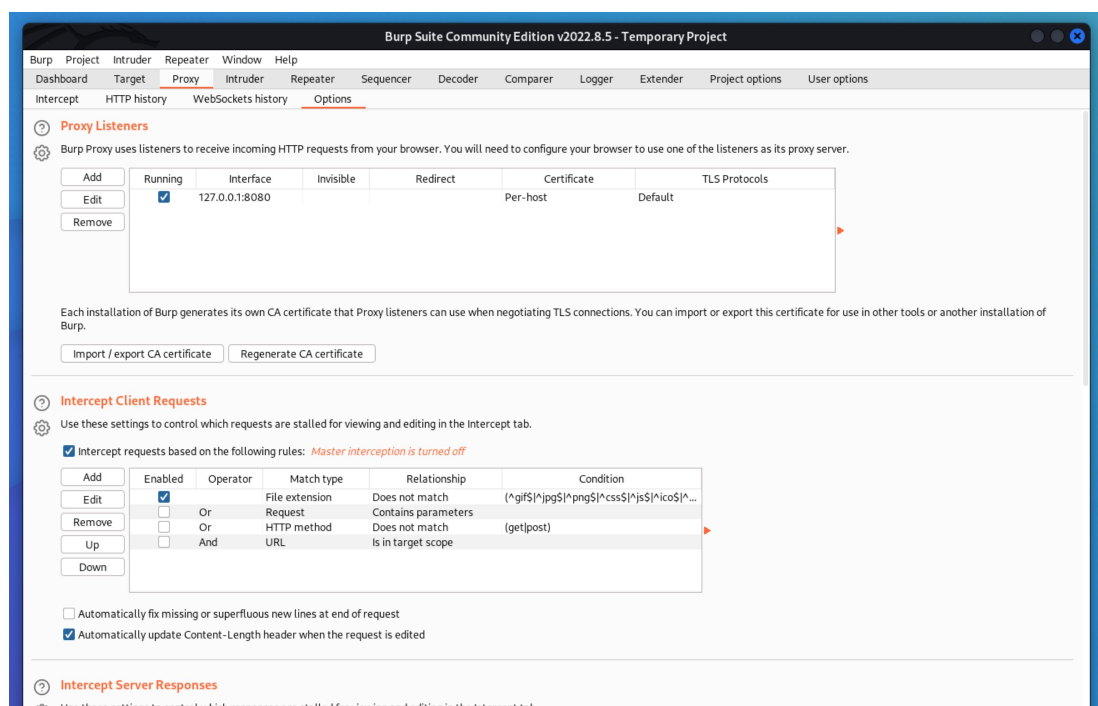 Burp Suite Community Edition v2022.8.5 - Temporary Project
Burp Project Intruder Repeater Window Help
Dashboard Target Proxy Intruder Repeater Sequencer Decoder Comparer Logger Extender Project options User options
Intercept HTTP history WebSockets history Options
Proxy Listeners
Burp Proxy uses listeners to receive incoming HTTP requests from your browser. You will need to configure your browser to use one of the listeners as its proxy server.
Add Running Interface Invisible Redirect Certificate TLS Protocols
Edit 127.0.0.1:8080 Per-host Default
Remove
Each installation of Burp generates its own CA certificate that Proxy listeners can use when negotiating TLS connections. You can import or export this certificate for use in other tools or another installation of
Burp.
Import / export CA certificate Regenerate CA certificate
Intercept Client Requests
Use these settings to control which requests are stalled for viewing and editing in the Intercept tab.
Intercept requests based on the following rules: Master interception is turned off
Add Enabled Operator Match type Relationship Condition
Edit File extension Does not match (^gif$|^jpg$|^png$|^css$|^js$|^ico$|^...
Or Request Contains parameters
Remove Or HTTP method Does not match (get|post)
Up And URL Is in target scope
Down
Automatically fix missing or superfluous new lines at end of request
Automatically update Content-Length header when the request is edited
Intercept Server Responses